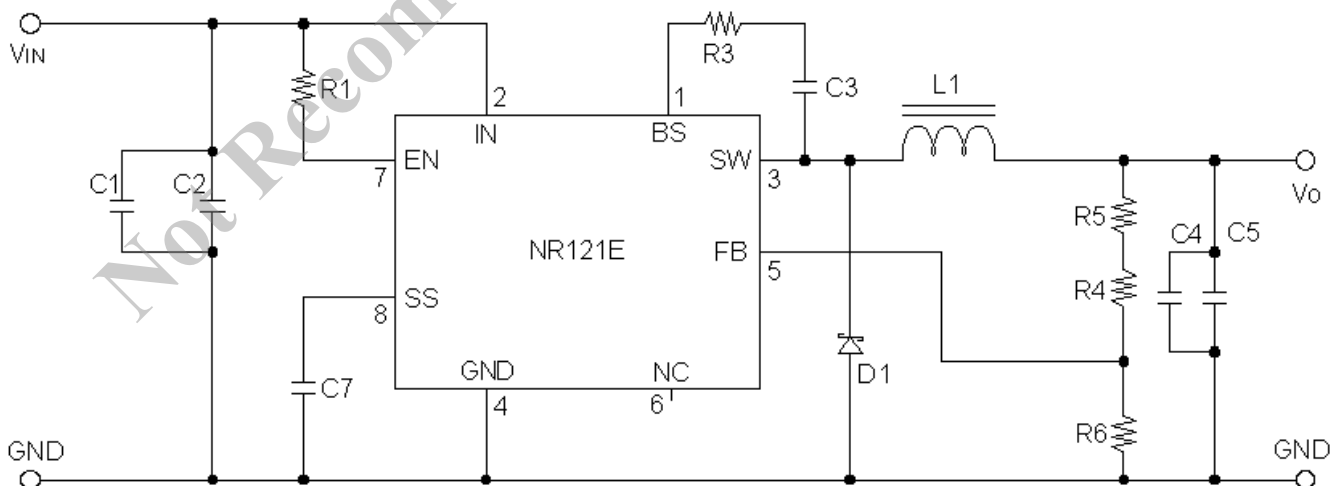 VIN
R1
R3
C3
L1
2
1
IN
BS
EN
7
SW
3
C1
C2
Vo
R5
C4
C5
NR121E
FB
5
R4
SS
8
D1
C7
GND
4
NC
6
R6
GND
GND
Not Recom